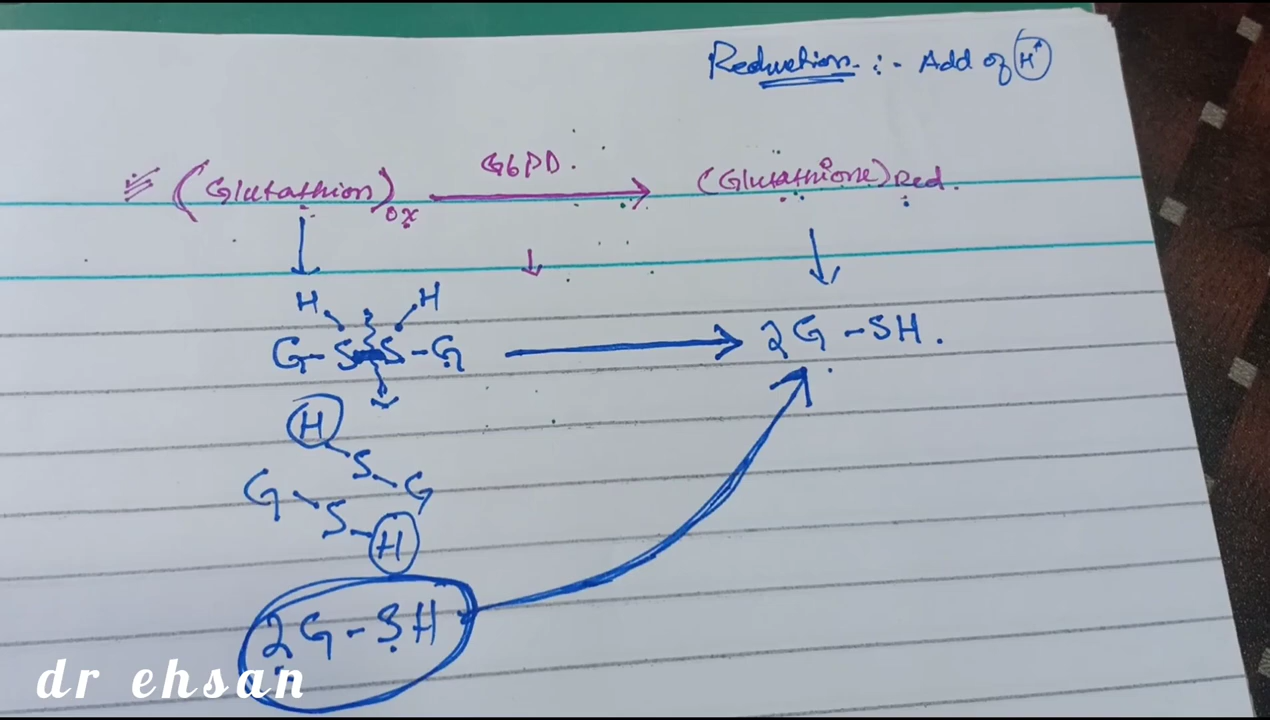 Reduction :- Add of H+
(Glutathion)ox G6PD. (Glutathione)Red.
H H
G-S-S-G 2G-SH.
H
S
G G
S
H
2G-SH
dr ehsan